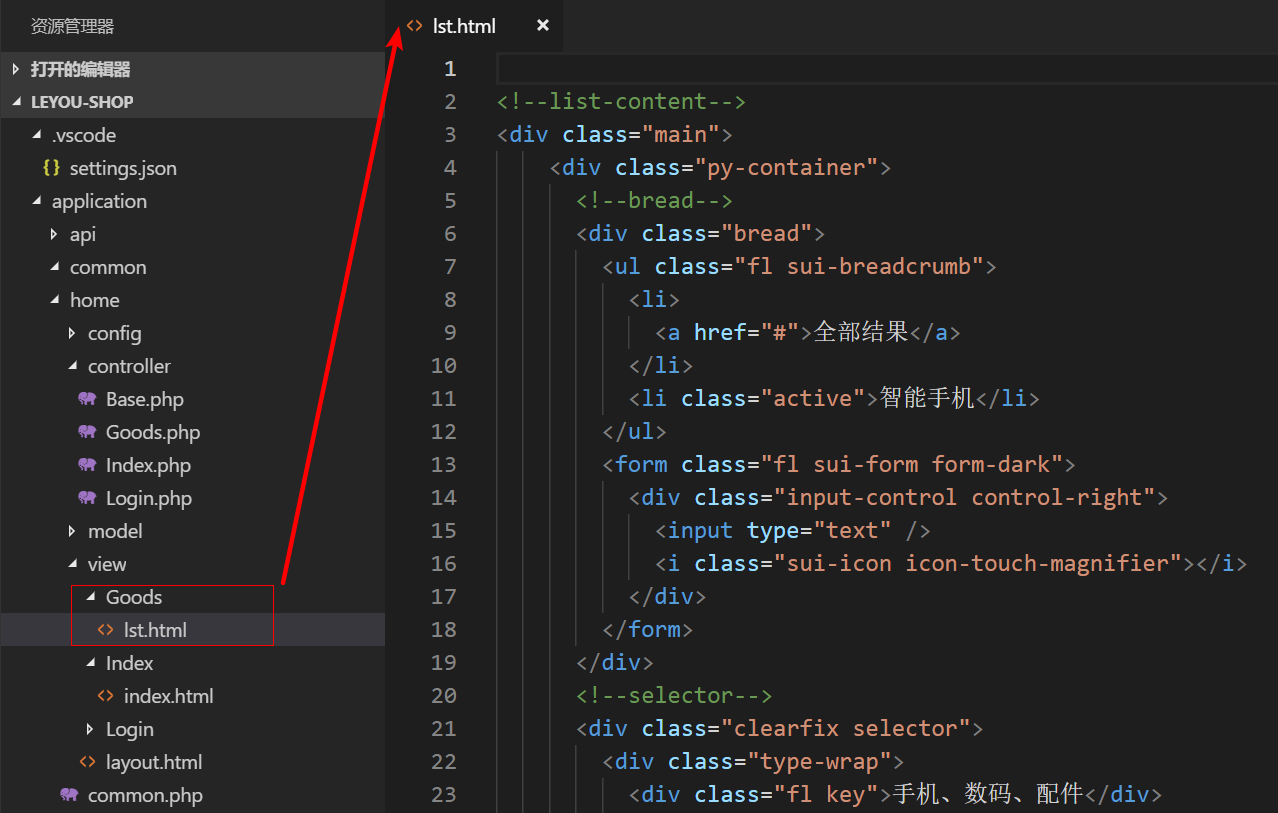 资源管理器
打开的编辑器
LEYOU-SHOP
.vscode
{} settings.json
application
api
common
home
config
controller
Base.php
Goods.php
Index.php
Login.php
model
view
Goods
<> lst.html
Index
<> index.html
Login
<> layout.html
common.php
<> lst.html ×
1
2 <!--list-content-->
3 <div class="main">
4 <div class="py-container">
5 <!--bread-->
6 <div class="bread">
7 <ul class="fl sui-breadcrumb">
8 <li>
9 <a href="#">全部结果</a>
10 </li>
11 <li class="active">智能手机</li>
12 </ul>
13 <form class="fl sui-form form-dark">
14 <div class="input-control control-right">
15 <input type="text" />
16 <i class="sui-icon icon-touch-magnifier"></i>
17 </div>
18 </form>
19 </div>
20 <!--selector-->
21 <div class="clearfix selector">
22 <div class="type-wrap">
23 <div class="fl key">手机、数码、配件</div>